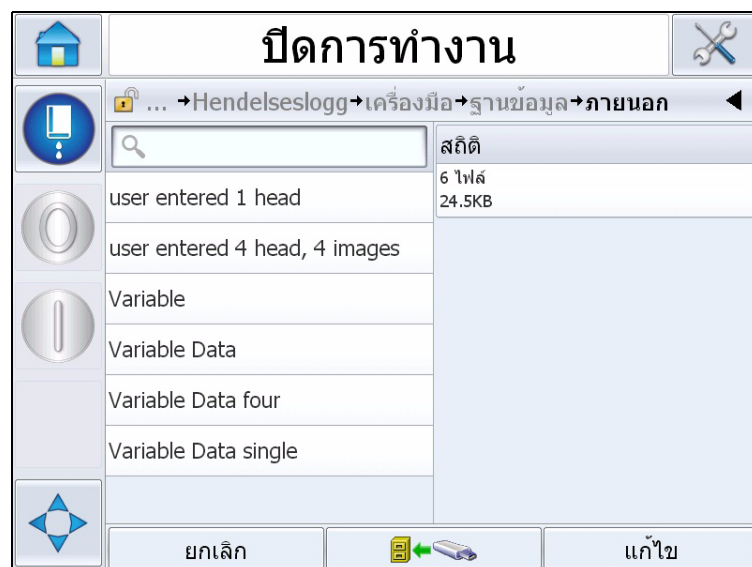 ปิดการทำงาน
... →Hendelseslogg→เครื่องมือ→ฐานข้อมูล→ภายนอก
สถิติ
6 ไฟล์
24.5KB
user entered 1 head
user entered 4 head, 4 images
Variable
Variable Data
Variable Data four
Variable Data single
ยกเลิก
แก้ไข